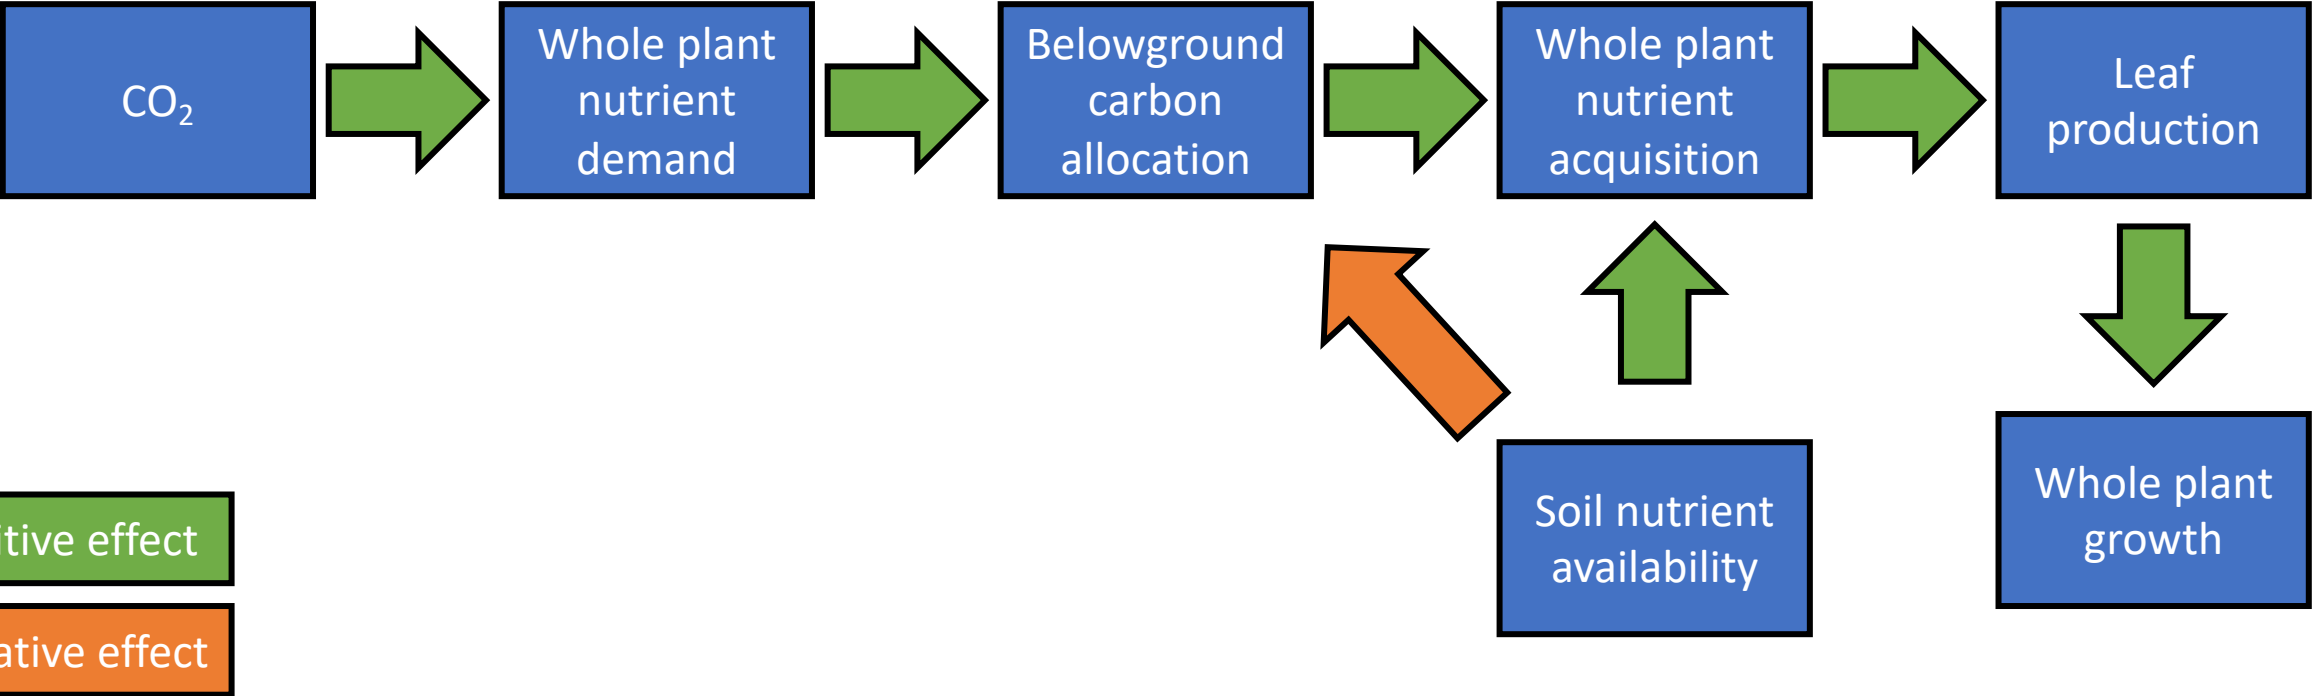 CO₂
Whole plant
nutrient
demand
Belowground
carbon
allocation
Whole plant
nutrient
acquisition
Leaf
production
Soil nutrient
availability
Whole plant
growth
itive effect
ative effect